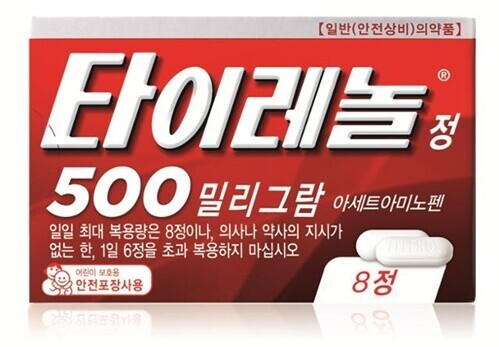 [일반(안전상비)의약품]
타이레놀®정
500밀리그람 아세트아미노펜
일일 최대 복용량은 8정이나, 의사나 약사의 지시가
없는 한, 1일 6정을 초과 복용하지 마십시오
어린이 보호용
안전포장사용
8정